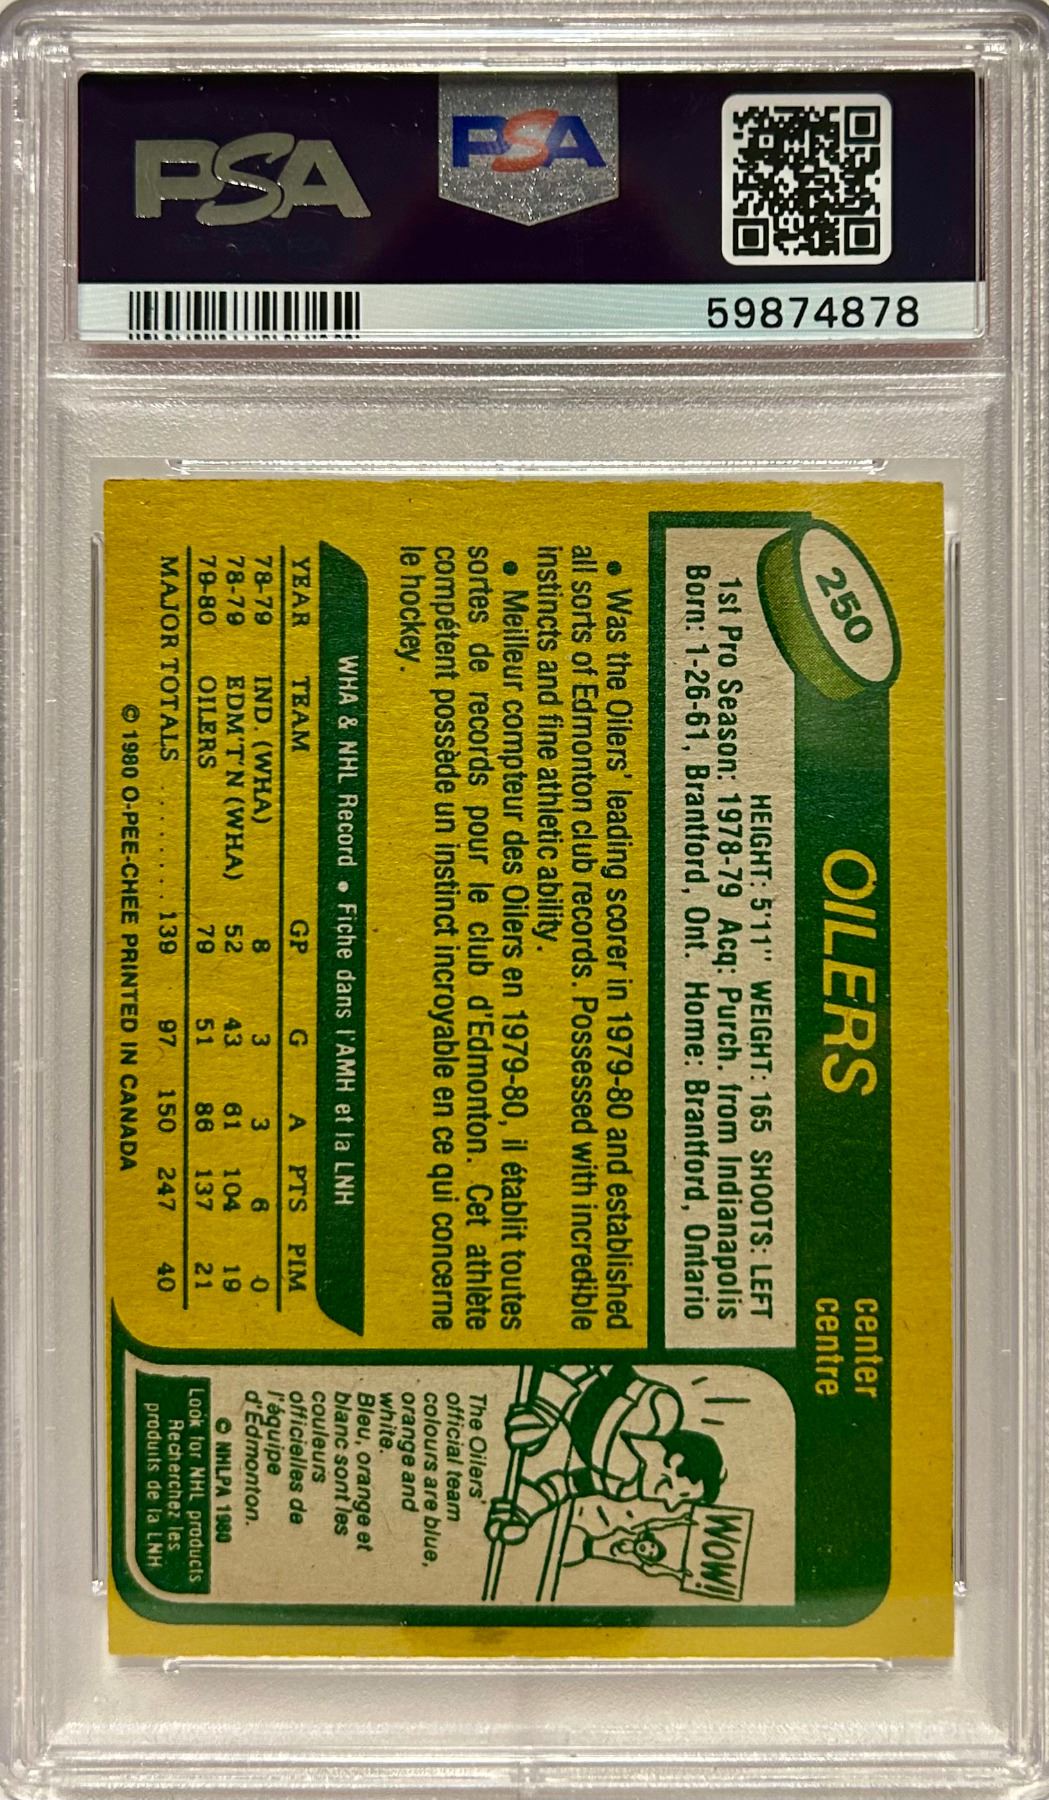 PSA
PSA
59874878
250
OILERS
center
centre
HEIGHT: 5'11" WEIGHT: 165 SHOOTS: LEFT
1st Pro Season: 1978-79 Acq: Purch. from Indianapolis
Born: 1-26-61, Brantford, Ont. Home: Brantford, Ontario
• Was the Oilers' leading scorer in 1979-80 and established
all sorts of Edmonton club records. Possessed with incredible
instincts and fine athletic ability.
• Meilleur compteur des Oilers en 1979-80, il établit toutes
sortes de records pour le club d'Edmonton. Cet athlète
compétent possède un instinct incroyable en ce qui concerne
le hockey.
WHA & NHL Record • Fiche dans l'AMH et la LNH
YEAR TEAM GP G A PTS PIM
78-79 IND. (WHA) 8 3 3 6 0
78-79 EDM'T'N (WHA) 52 43 61 104 19
79-80 OILERS 79 51 86 137 21
MAJOR TOTALS ........ 139 97 150 247 40
© 1980 O-PEE-CHEE PRINTED IN CANADA
WOW!
The Oilers'
official team
colours are blue,
orange and
white.
Bleu, orange et
blanc sont les
couleurs
officielles de
l'équipe
d'Edmonton.
© NHLPA 1980
Look for NHL products
Recherchez les
produits de la LNH